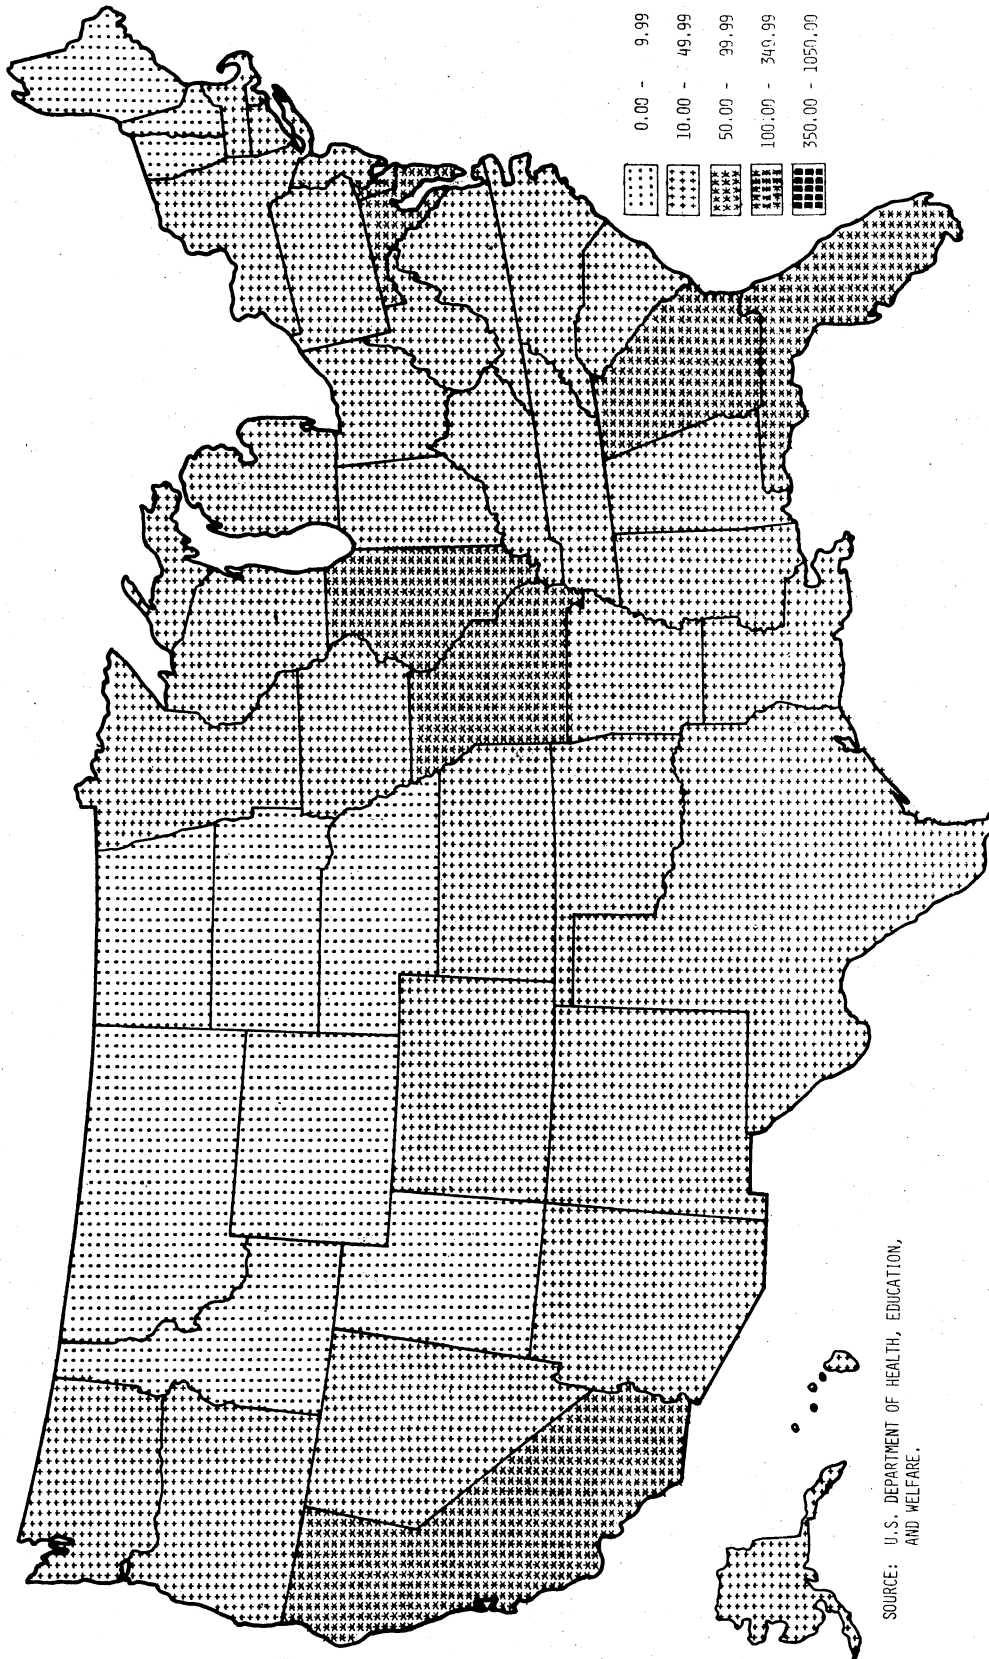 0.00 - 9.99
10.00 - 49.99
50.00 - 99.99
100.00 - 349.99
350.00 - 1050.00
SOURCE: U.S. DEPARTMENT OF HEALTH, EDUCATION,
AND WELFARE.